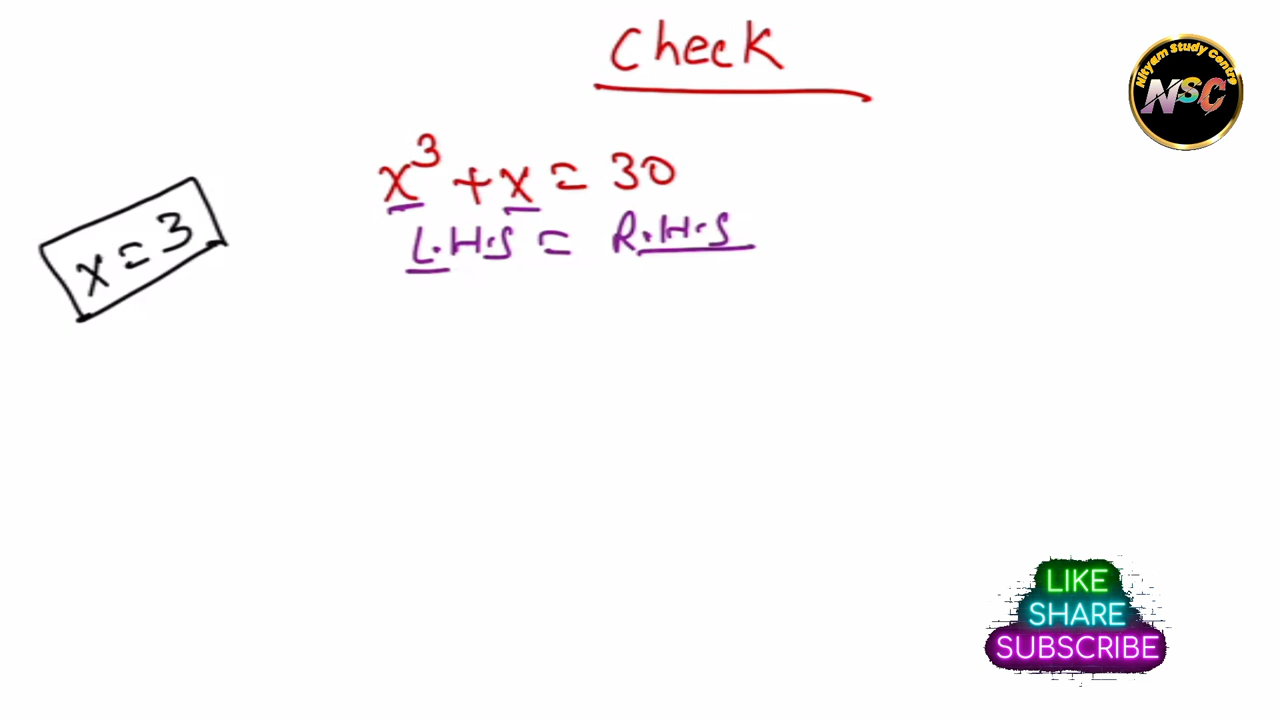 Check
Nityam Study Centre
NSC
x³ + x = 30
L.H.S = R.H.S
x = 3
LIKE
SHARE
SUBSCRIBE